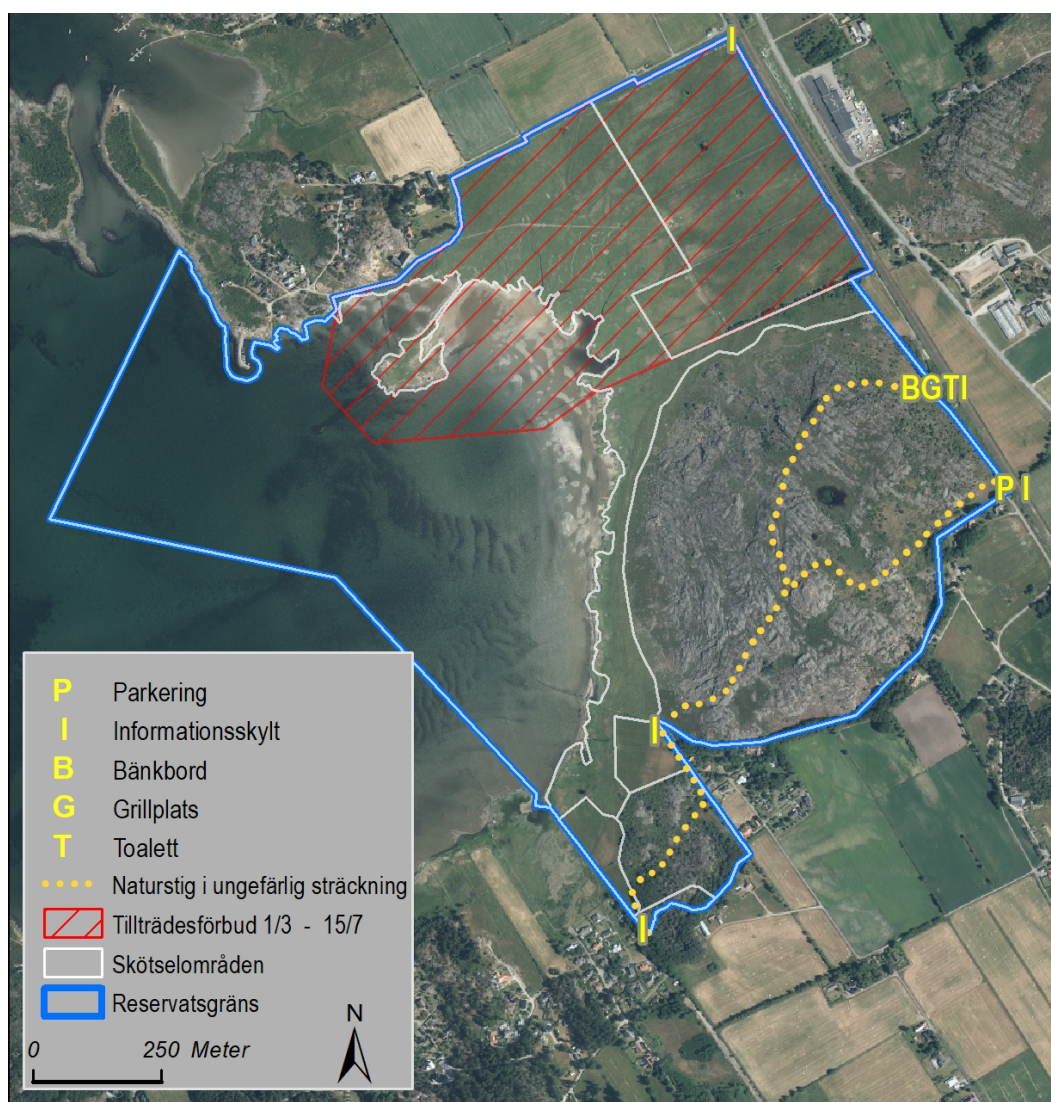 I
BGTI
P I
I
I
P Parkering
I Informationsskylt
B Bänkbord
G Grillplats
T Toalett
Naturstig i ungefärlig sträckning
Tillträdesförbud 1/3 - 15/7
Skötselområden
Reservatsgräns
N
0 250 Meter